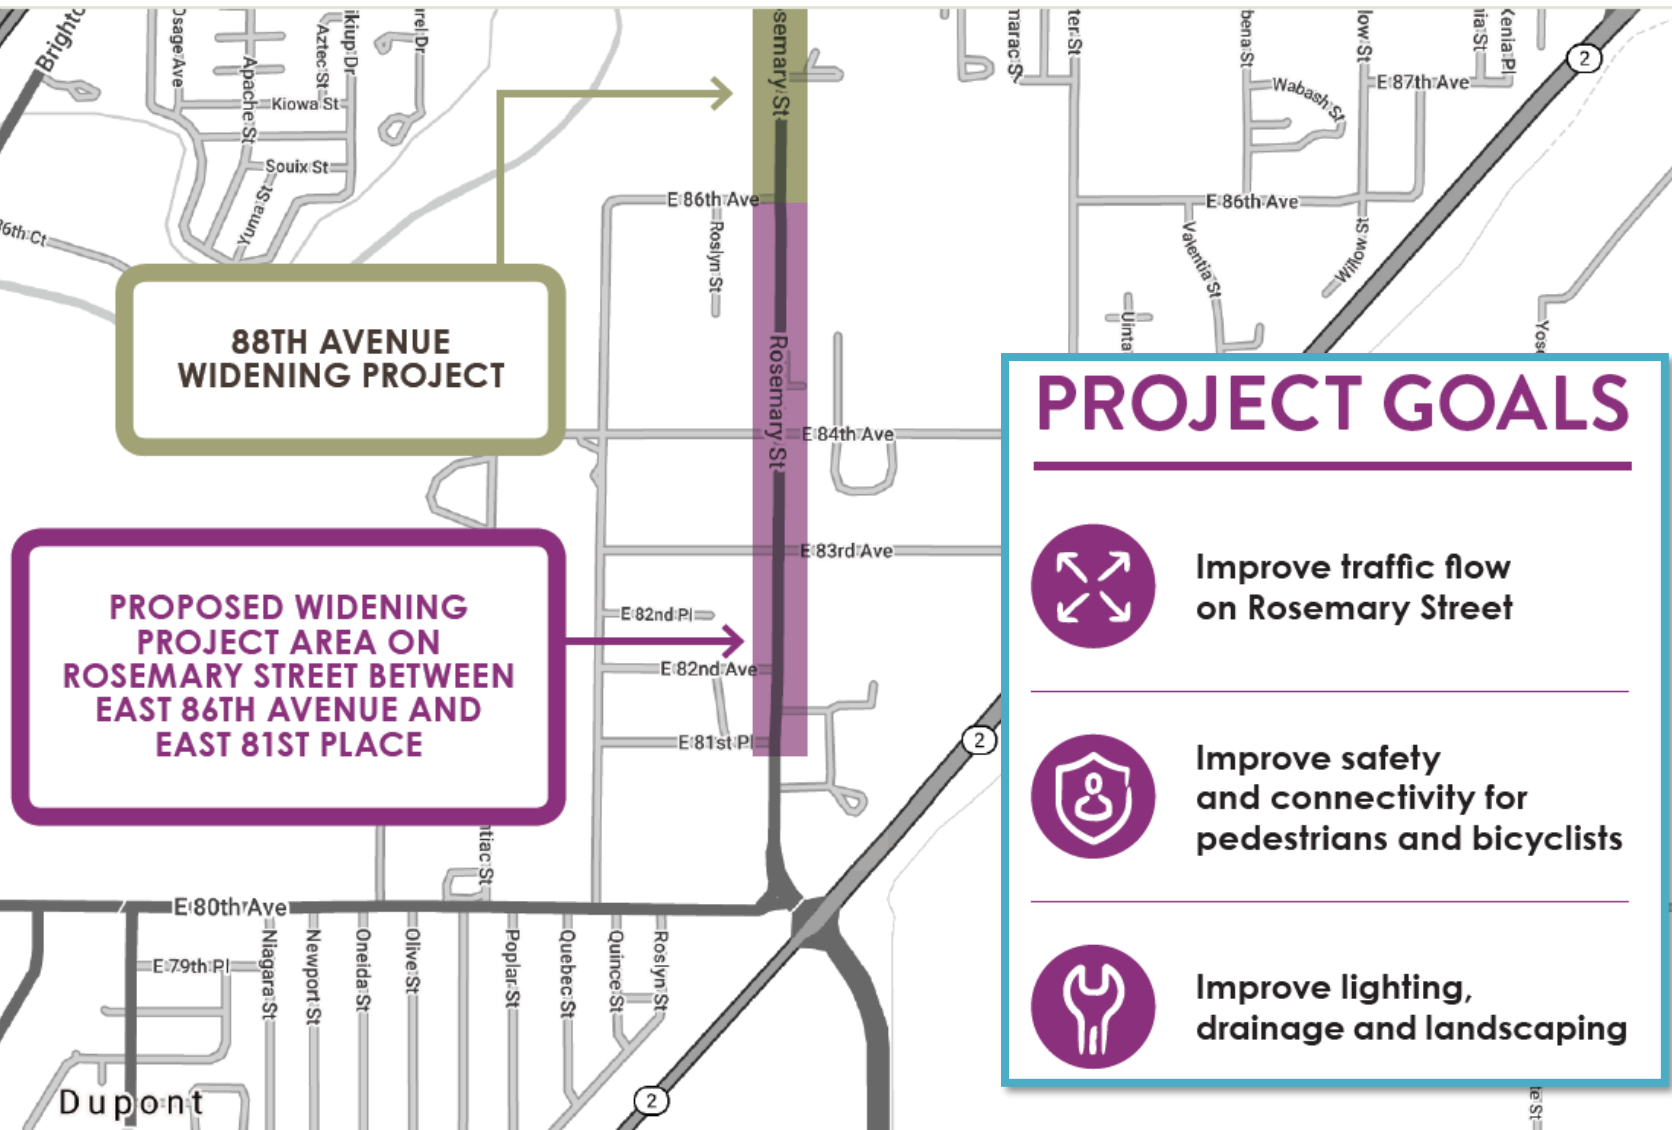 Osage Ave
Apache St
Aztec St
Kiowa St
Souix St
Yuma St
Rosemary St
Wabash St
E 87th Ave
2
E 86th Ave
Roslyn St
E 86th Ave
Valentia St
Willow St
Uinta
88TH AVENUE
WIDENING PROJECT
Rosemary St
E 84th Ave
E 83rd Ave
E 82nd Pl
E 82nd Ave
E 81st Pl
PROPOSED WIDENING
PROJECT AREA ON
ROSEMARY STREET BETWEEN
EAST 86TH AVENUE AND
EAST 81ST PLACE
2
PROJECT GOALS
Improve traffic flow
on Rosemary Street
Improve safety
and connectivity for
pedestrians and bicyclists
Improve lighting,
drainage and landscaping
E 80th Ave
E 79th Pl
Niagara St
Newport St
Oneida St
Olive St
Poplar St
Quebec St
Quince St
Roslyn St
Dupont
2